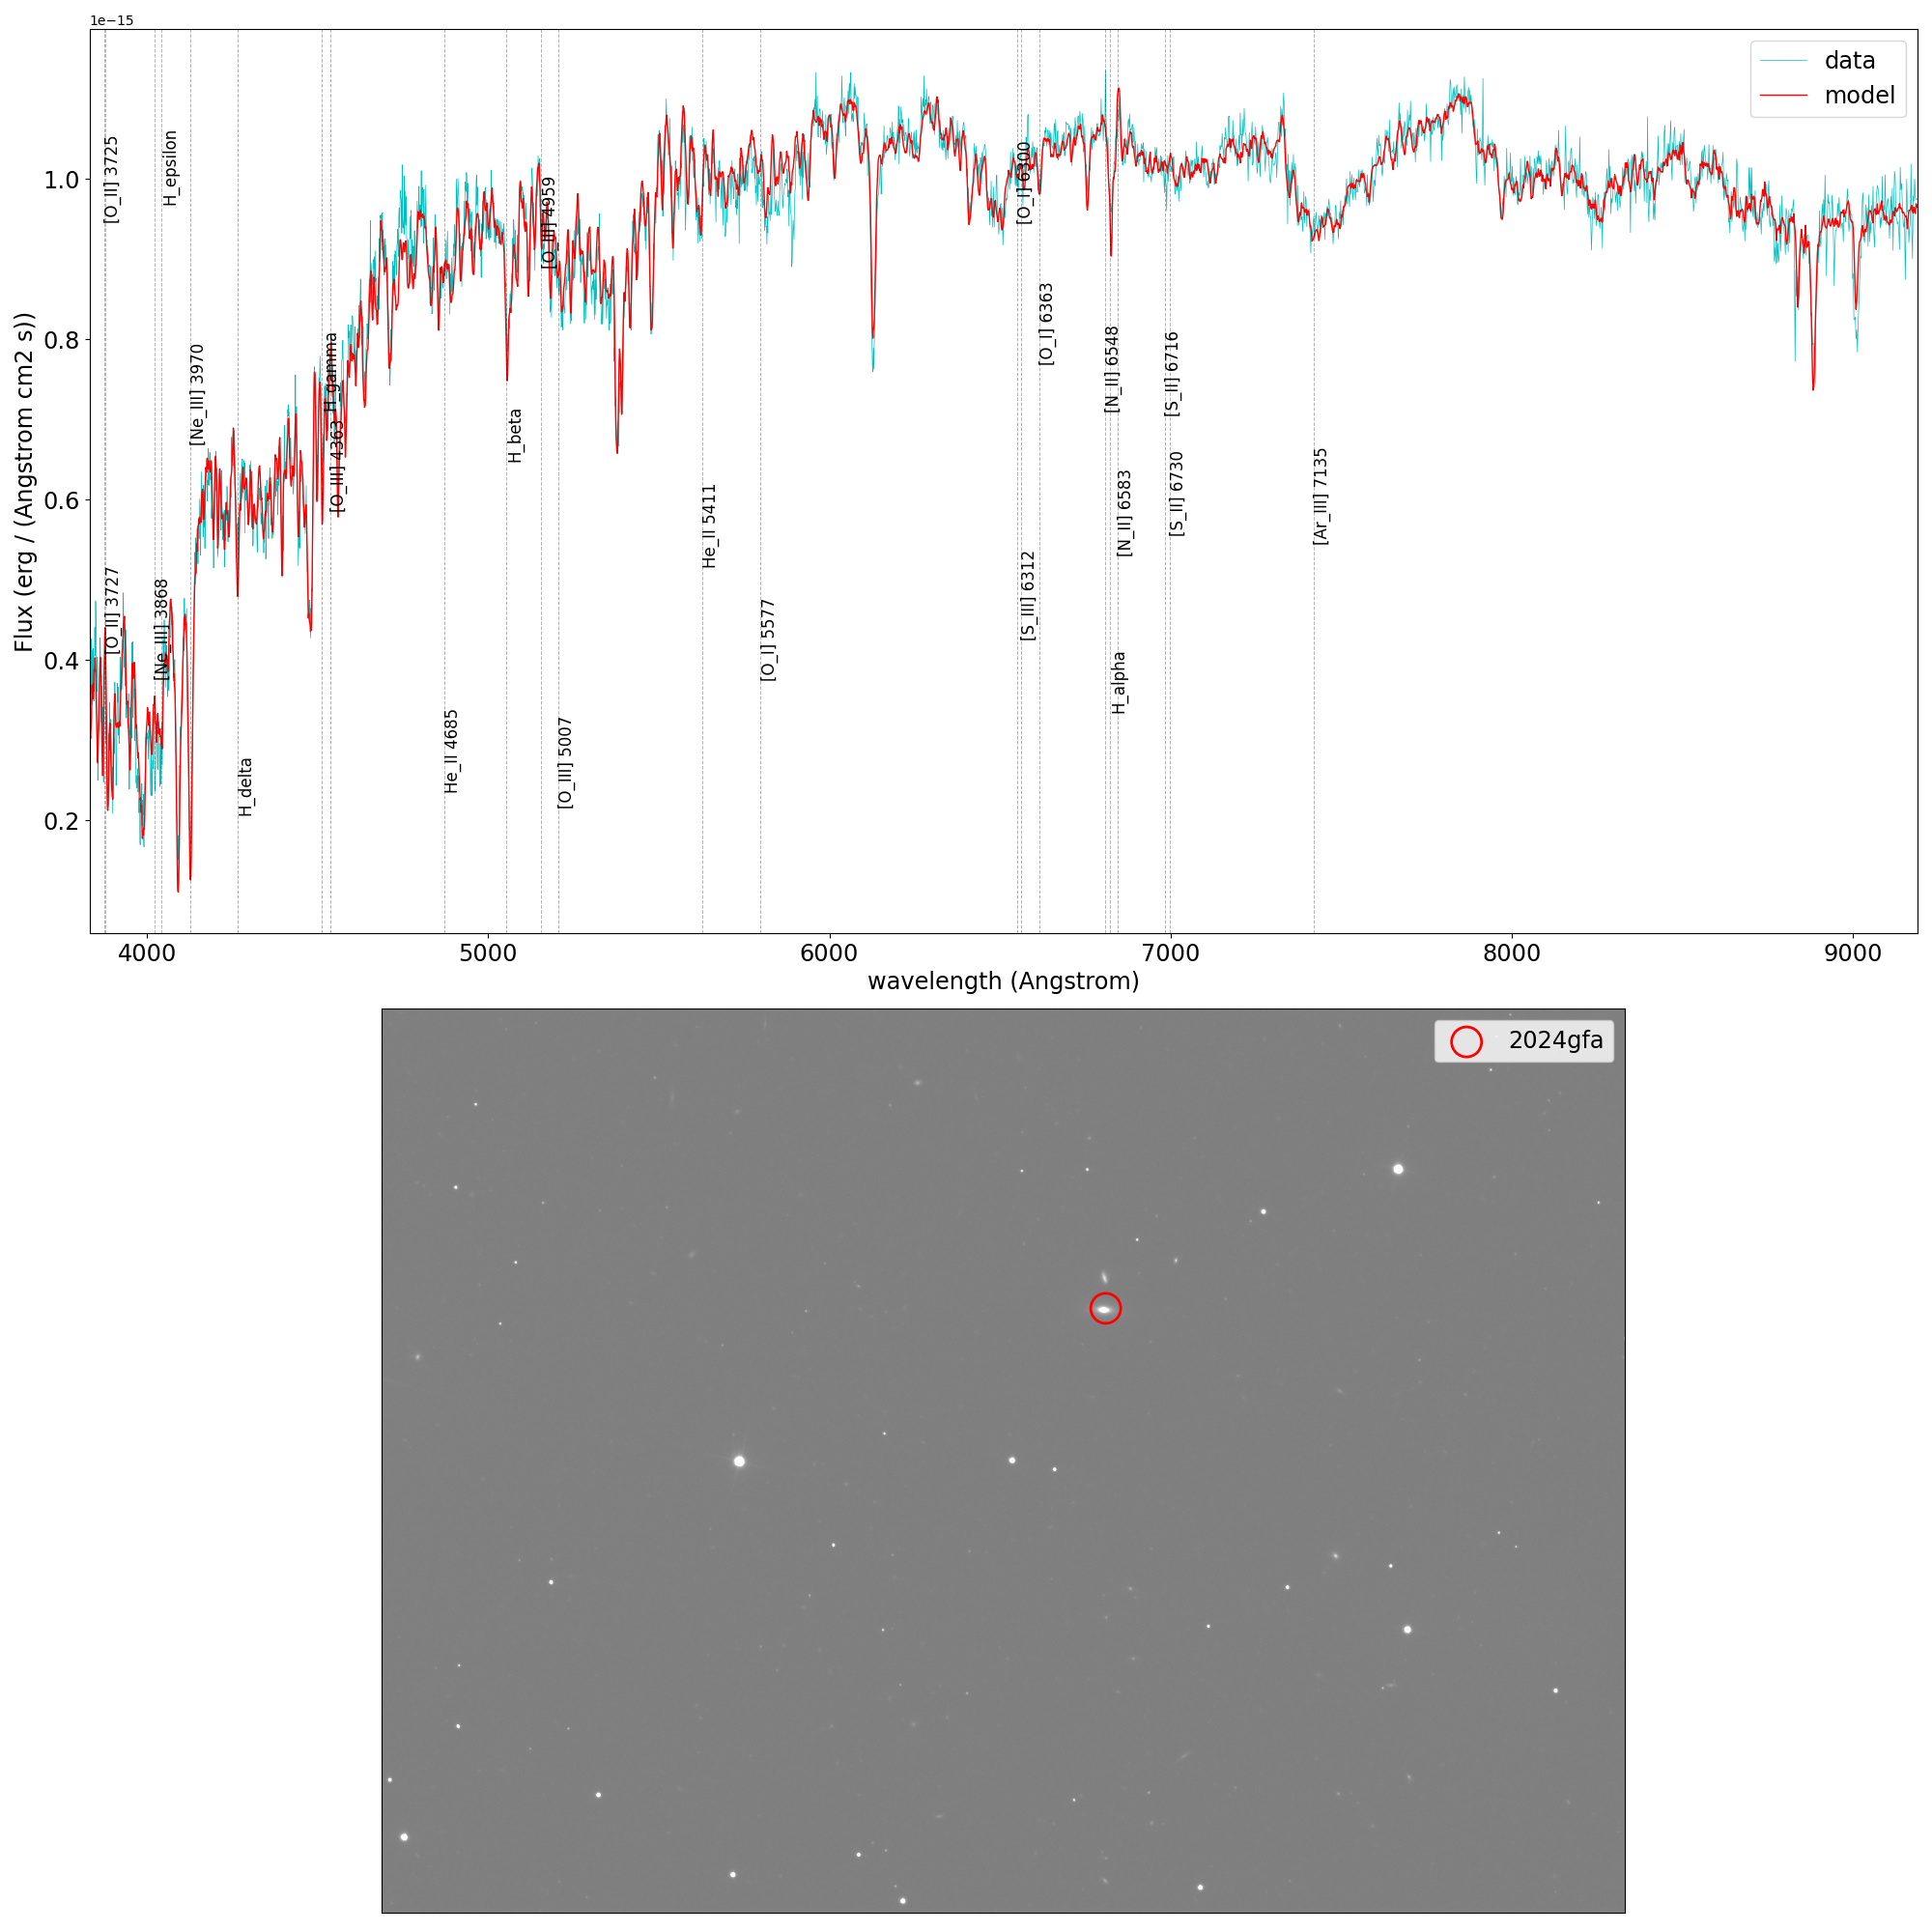 1e−15
data
model
[O_II] 3725
H_epsilon
[O_III] 4959
[O_I] 6300
[O_I] 6363
[Ne_III] 3970
H_gamma
[N_II] 6548
[S_II] 6716
[O_III] 4363
H_beta
[N_II] 6583
[S_II] 6730
[Ar_III] 7135
He_II 5411
[O_II] 3727
[Ne_III] 3868
[S_III] 6312
[O_I] 5577
H_alpha
He_II 4685
[O_III] 5007
H_delta
1.0
0.8
0.6
0.4
0.2
Flux (erg / (Angstrom cm2 s))
4000 5000 6000 7000 8000 9000
wavelength (Angstrom)
2024gfa